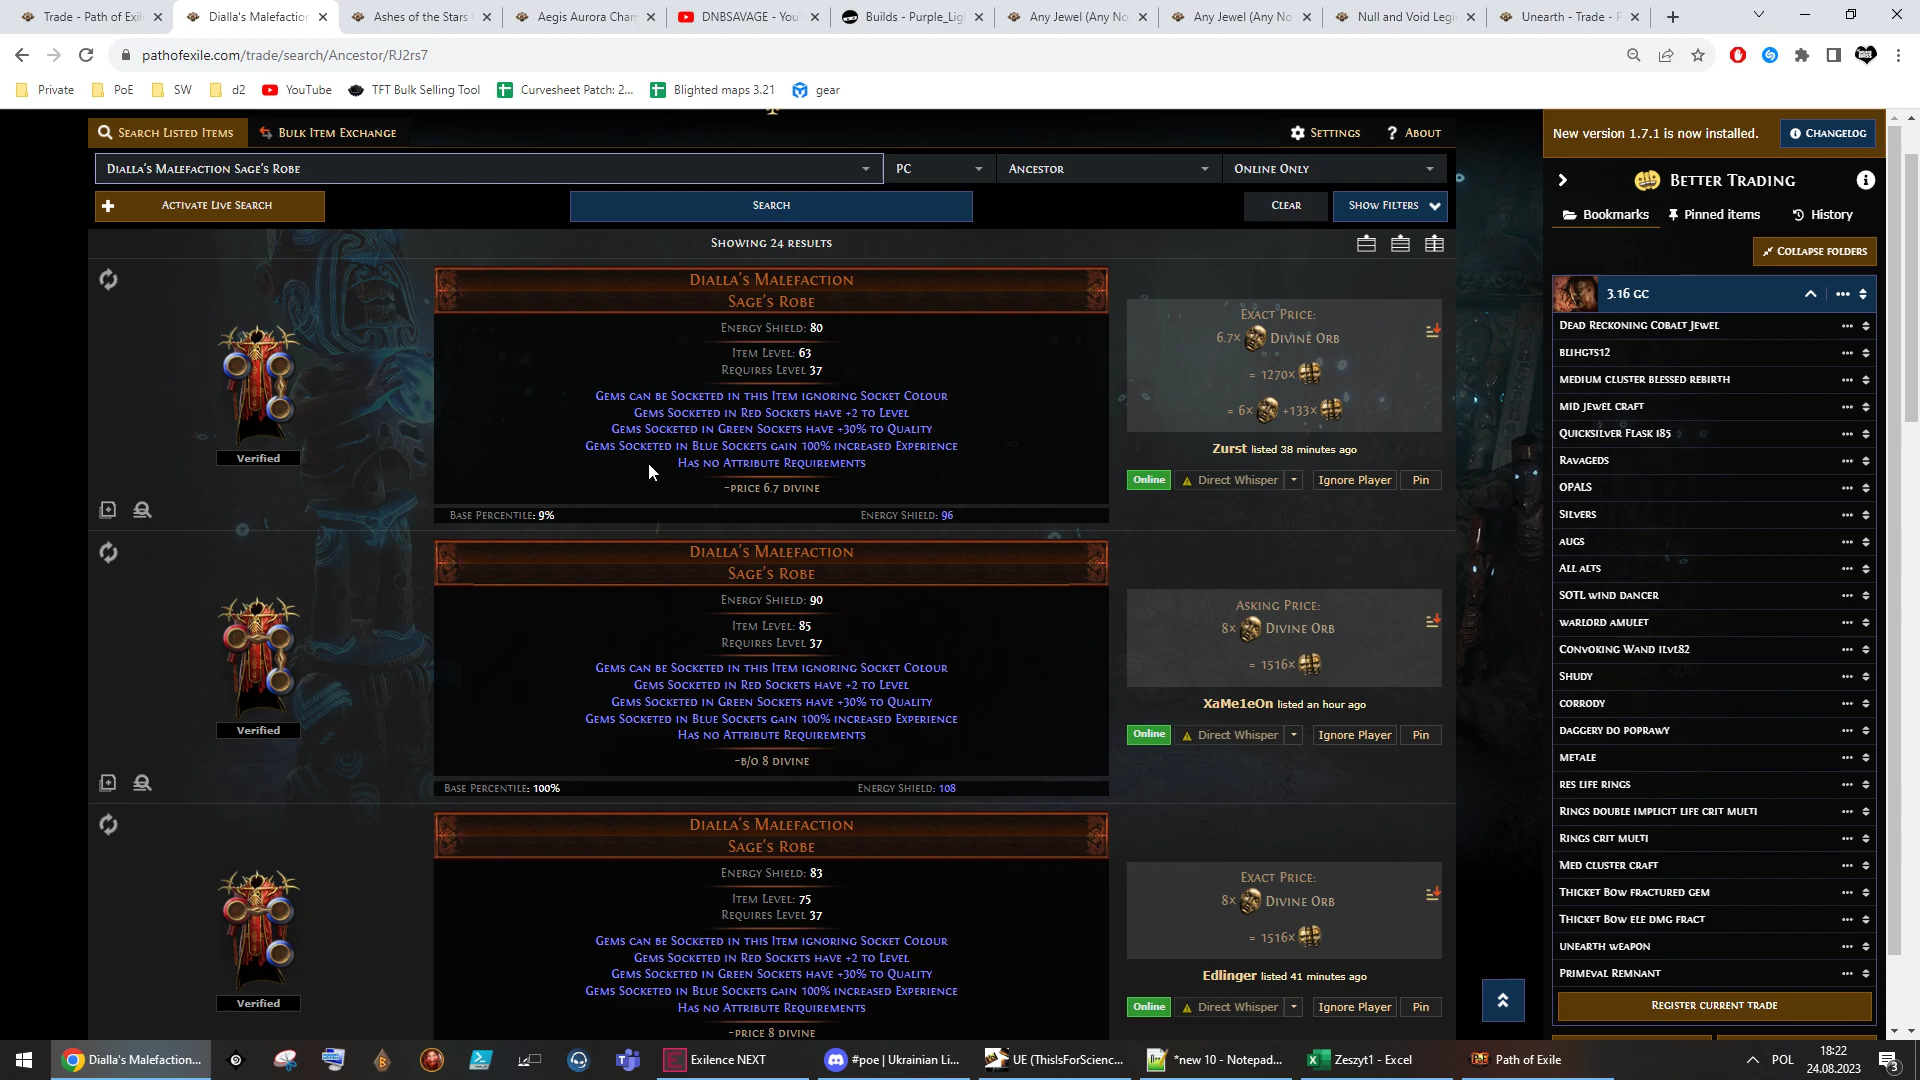 Trade - Path of Exil
Dialla's Malefaction
Ashes of the Stars
Aegis Aurora Cha
DNBSAVAGE - You
Builds - Purple_Lig
Any Jewel (Any No
Any Jewel (Any No
Null and Void Legi
Unearth - Trade - P
pathofexile.com/trade/search/Ancestor/RJ2rs7
Private
PoE
SW
d2
YouTube
TFT Bulk Selling Tool
Curvesheet Patch: 2...
Blighted maps 3.21
gear
Search Listed Items
Bulk Item Exchange
Settings
? About
Dialla's Malefaction Sage's Robe
PC
Ancestor
Online Only
Activate Live Search
Search
Clear
Show Filters
Showing 24 results
Dialla's Malefaction
Sage's Robe
Energy Shield: 80
Item Level: 63
Requires Level 37
Gems can be Socketed in this Item ignoring Socket Colour
Gems Socketed in Red Sockets have +2 to Level
Gems Socketed in Green Sockets have +30% to Quality
Gems Socketed in Blue Sockets gain 100% increased Experience
Has no Attribute Requirements
~price 6.7 divine
Base Percentile: 9%
Energy Shield: 96
Verified
Exact Price:
6.7× Divine Orb
= 1270×
= 6× +133×
Zurst listed 38 minutes ago
Online
Direct Whisper
Ignore Player
Pin
Dialla's Malefaction
Sage's Robe
Energy Shield: 90
Item Level: 85
Requires Level 37
Gems can be Socketed in this Item ignoring Socket Colour
Gems Socketed in Red Sockets have +2 to Level
Gems Socketed in Green Sockets have +30% to Quality
Gems Socketed in Blue Sockets gain 100% increased Experience
Has no Attribute Requirements
~b/o 8 divine
Base Percentile: 100%
Energy Shield: 108
Verified
Asking Price:
8× Divine Orb
= 1516×
XaMe1eOn listed an hour ago
Online
Direct Whisper
Ignore Player
Pin
Dialla's Malefaction
Sage's Robe
Energy Shield: 83
Item Level: 75
Requires Level 37
Gems can be Socketed in this Item ignoring Socket Colour
Gems Socketed in Red Sockets have +2 to Level
Gems Socketed in Green Sockets have +30% to Quality
Gems Socketed in Blue Sockets gain 100% increased Experience
Has no Attribute Requirements
~price 8 divine
Verified
Exact Price:
8× Divine Orb
= 1516×
Edlinger listed 41 minutes ago
Online
Direct Whisper
Ignore Player
Pin
New version 1.7.1 is now installed.
Changelog
Better Trading
Bookmarks
Pinned items
History
Collapse folders
3.16 gc
Dead Reckoning Cobalt Jewel
blihgts12
medium cluster blessed rebirth
mid jewel craft
Quicksilver Flask i85
Ravageds
OPALS
Silvers
augs
All alts
SOTL wind dancer
warlord amulet
Convoking Wand ilvl82
Shudy
corrody
daggery do poprawy
metale
res life rings
Rings double implicit life crit multi
Rings crit multi
Med cluster craft
Thicket Bow fractured gem
Thicket Bow ele dmg fract
unearth weapon
Primeval Remnant
Register current trade
Dialla's Malefaction...
Exilence NEXT
#poe | Ukrainian Li...
UE (ThisIsForScienc...
*new 10 - Notepad...
Zeszyt1 - Excel
Path of Exile
POL
18:22
24.08.2023
3